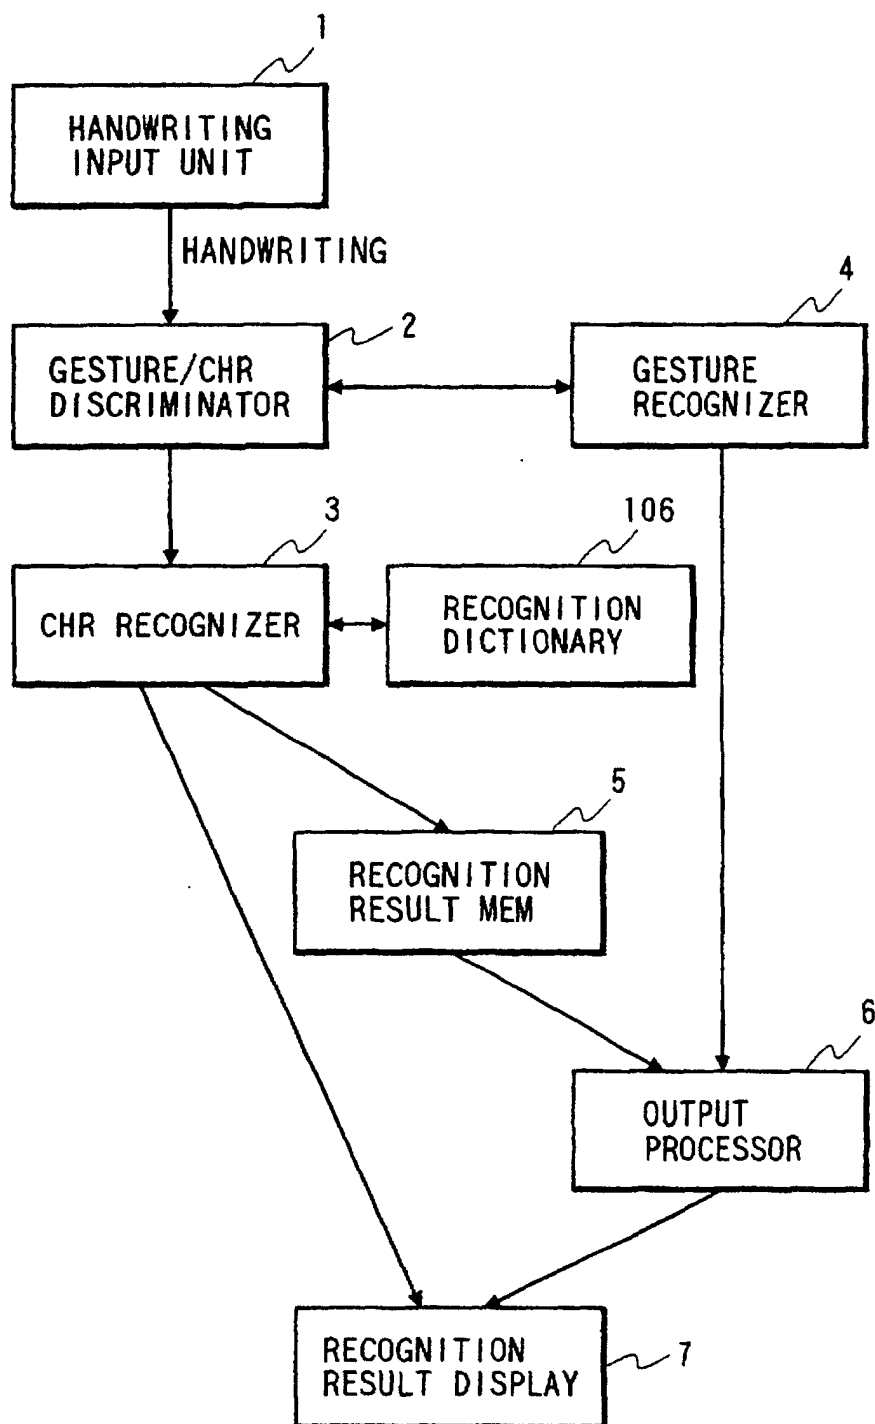 1
HANDWRITING
INPUT UNIT
HANDWRITING
2
GESTURE/CHR
DISCRIMINATOR
4
GESTURE
RECOGNIZER
3
CHR RECOGNIZER
106
RECOGNITION
DICTIONARY
5
RECOGNITION
RESULT MEM
6
OUTPUT
PROCESSOR
RECOGNITION
RESULT DISPLAY
7